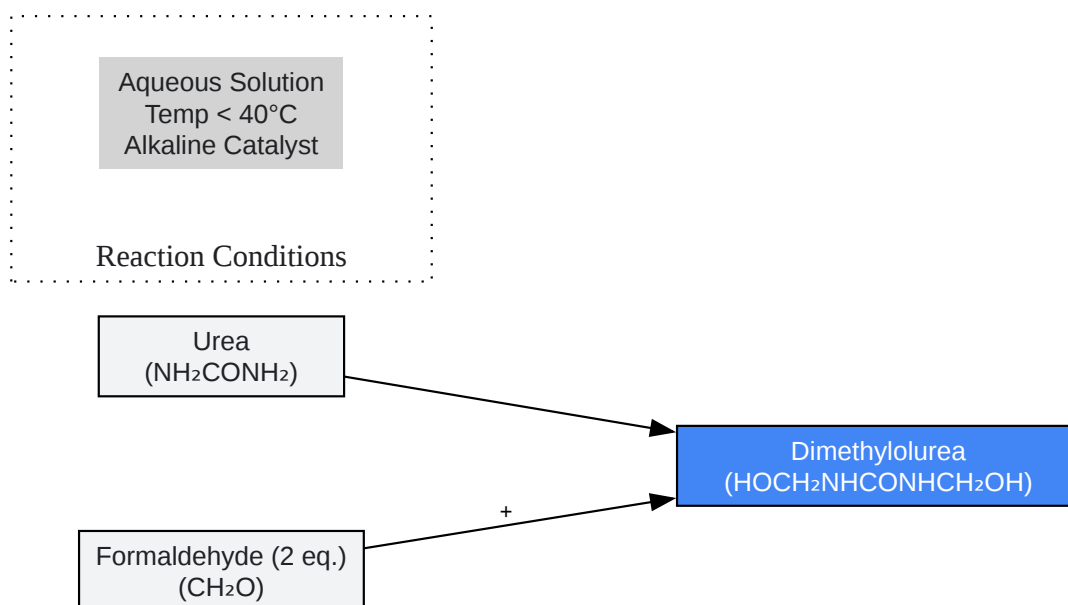 Aqueous Solution
Temp < 40°C
Alkaline Catalyst
Reaction Conditions
Urea
(NH₂CONH₂)
Dimethylolurea
(HOCH₂NHCONHCH₂OH)
+
Formaldehyde (2 eq.)
(CH₂O)